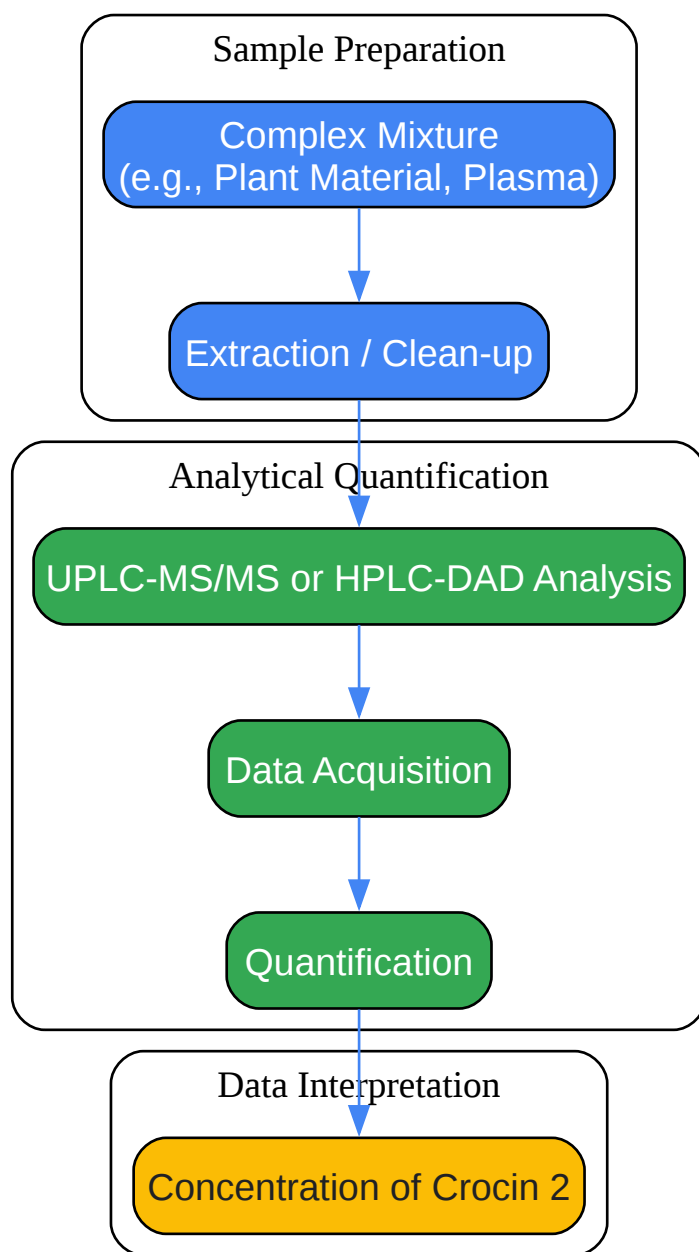 Sample Preparation
Complex Mixture
(e.g., Plant Material, Plasma)
Extraction / Clean-up
Analytical Quantification
UPLC-MS/MS or HPLC-DAD Analysis
Data Acquisition
Quantification
Data Interpretation
Concentration of Crocin 2